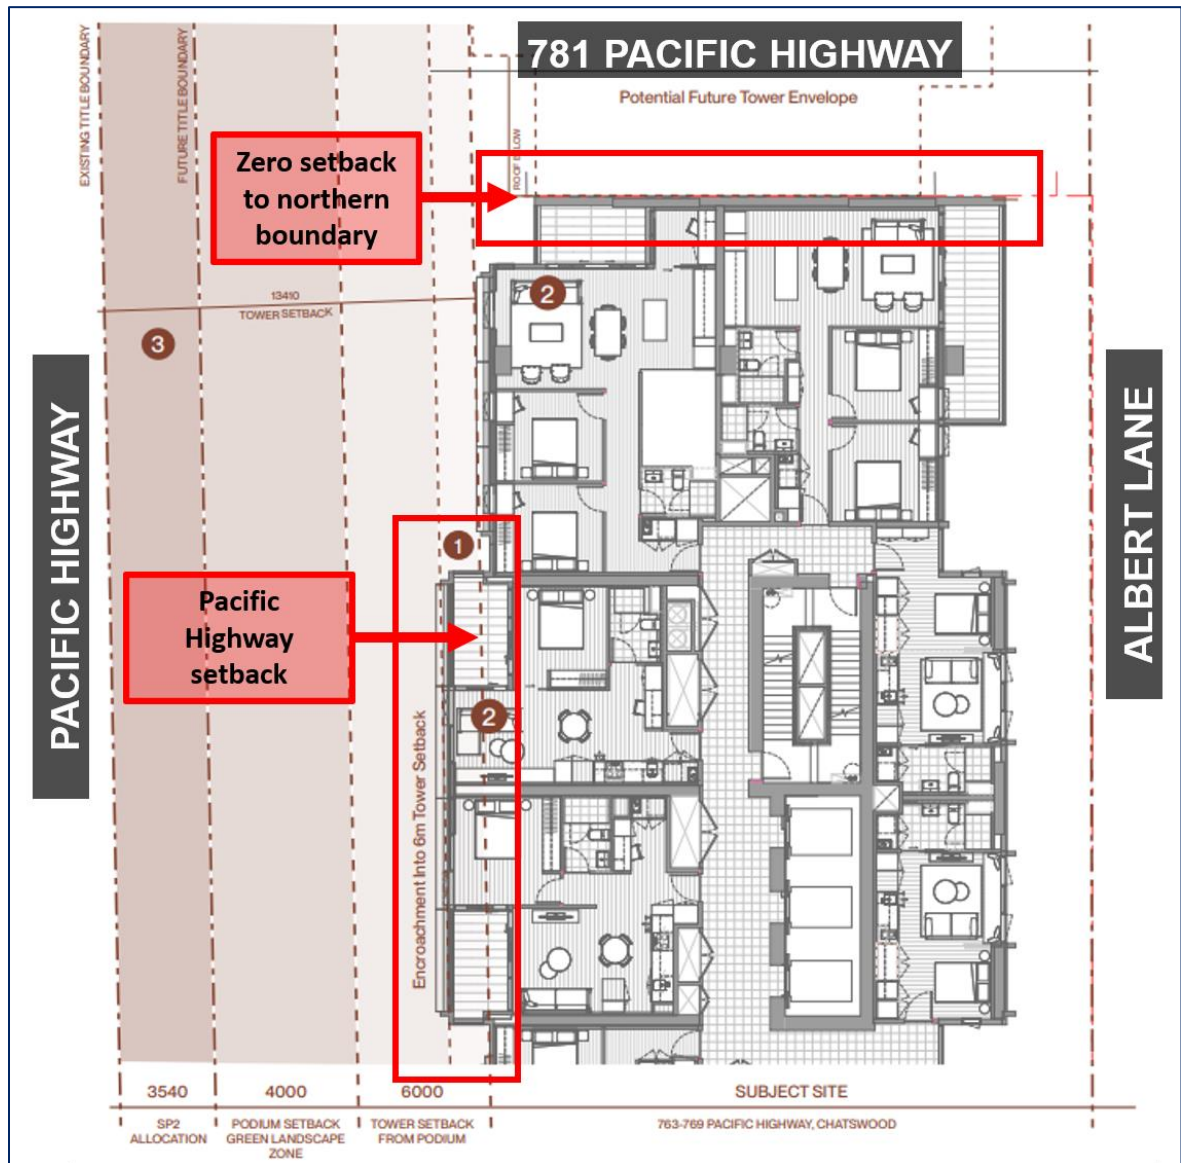 781 PACIFIC HIGHWAY
Potential Future Tower Envelope
EXISTING TITLE BOUNDARY
FUTURE TITLE BOUNDARY
ROOF BELOW
Zero setback
to northern
boundary
13410
TOWER SETBACK
2
3
PACIFIC HIGHWAY
ALBERT LANE
1
Pacific
Highway
setback
2
Encroachment Into 6m Tower Setback
3540
4000
6000
SUBJECT SITE
SP2
ALLOCATION
PODIUM SETBACK
GREEN LANDSCAPE
ZONE
TOWER SETBACK
FROM PODIUM
763-769 PACIFIC HIGHWAY, CHATSWOOD